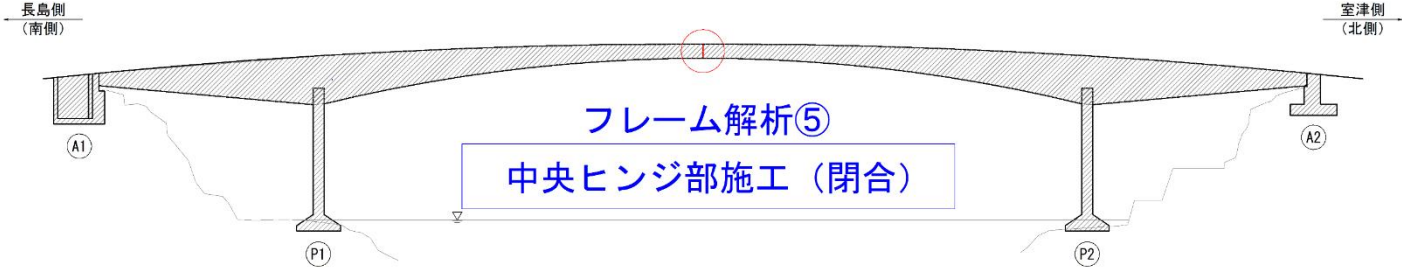 長島側
(南側)
室津側
(北側)
A1
フレーム解析⑤
中央ヒンジ部施工（閉合）
A2
P1
P2